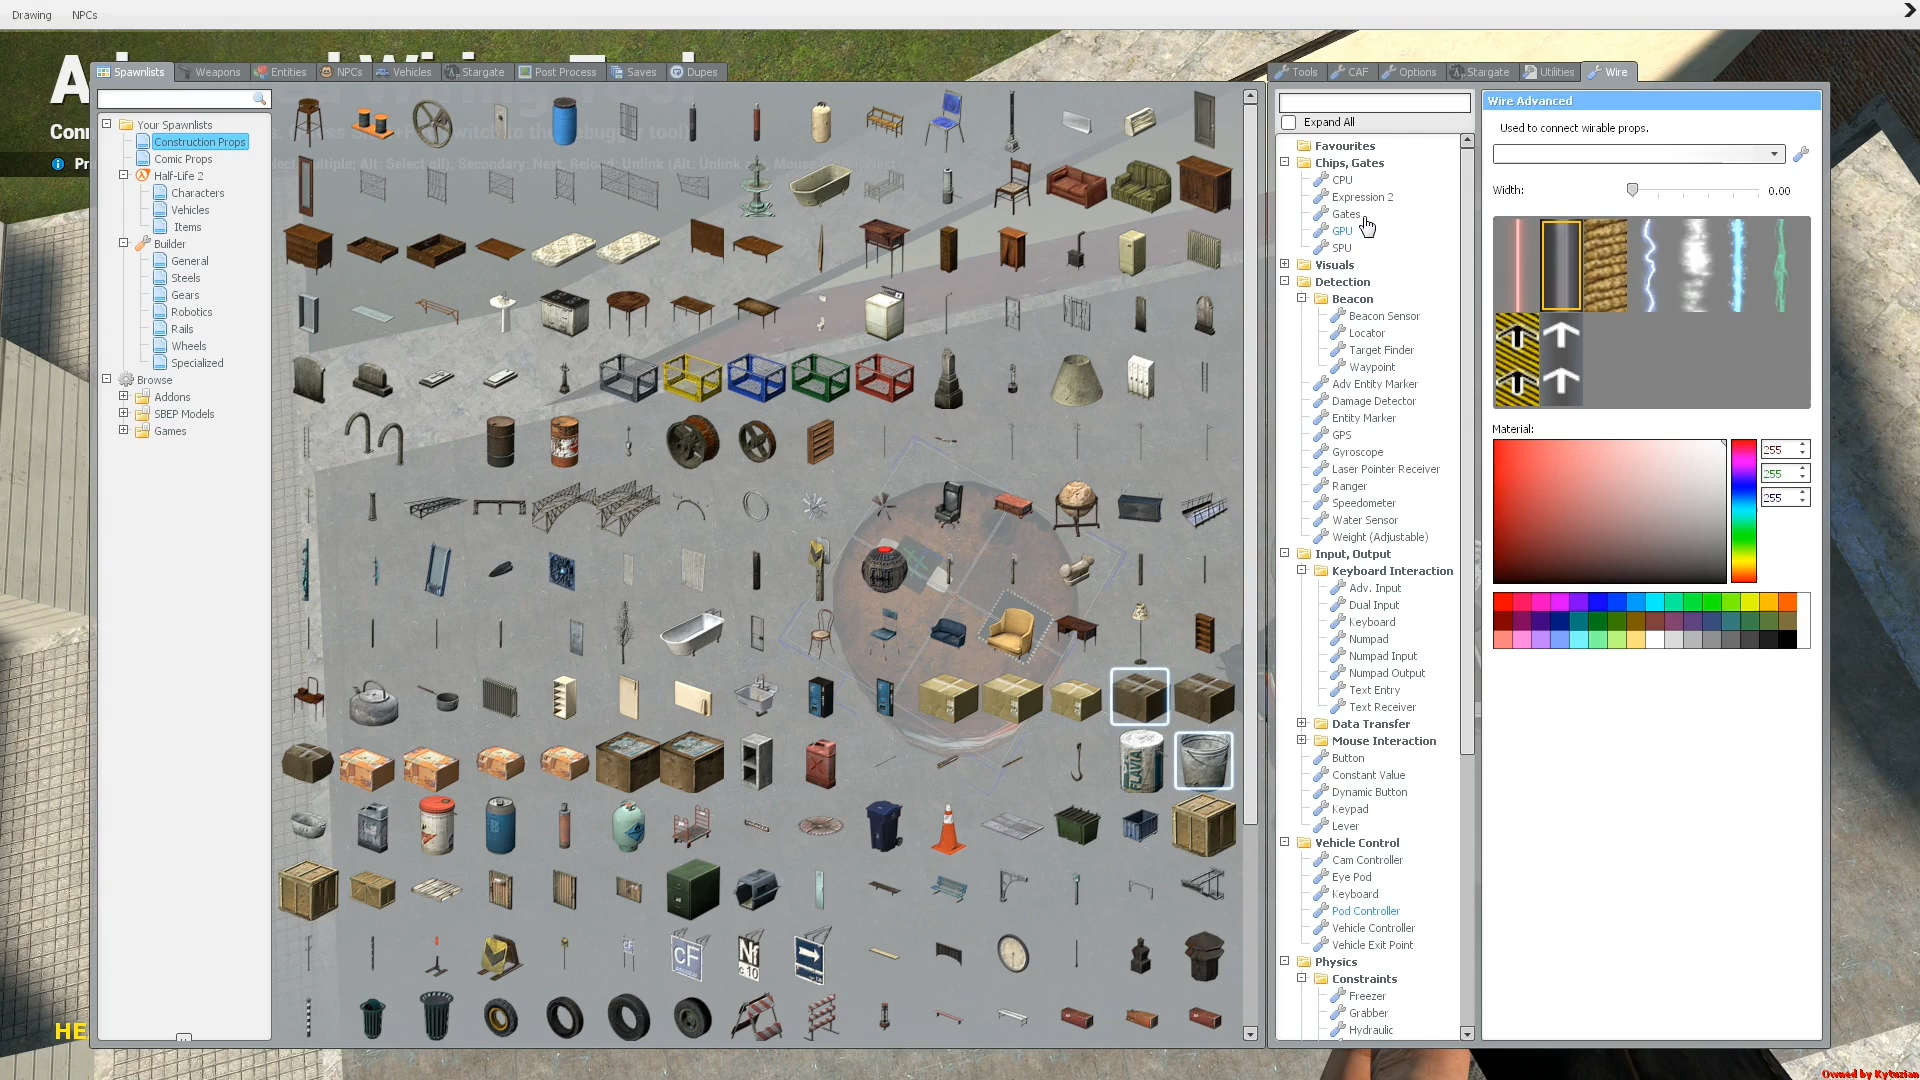 Drawing NPCs
Spawnlists Weapons Entities NPCs Vehicles Stargate Post Process Saves Dupes
Your Spawnlists
Construction Props
Comic Props
Half-Life 2
Characters
Vehicles
Items
Builder
General
Steels
Gears
Robotics
Rails
Wheels
Specialized
Browse
Addons
SBEP Models
Games
HE
Tools CAF Options Stargate Utilities Wire
Expand All
Favourites
Chips, Gates
CPU
Expression 2
Gates
GPU
SPU
Visuals
Detection
Beacon
Beacon Sensor
Locator
Target Finder
Waypoint
Adv Entity Marker
Damage Detector
Entity Marker
GPS
Gyroscope
Laser Pointer Receiver
Ranger
Speedometer
Water Sensor
Weight (Adjustable)
Input, Output
Keyboard Interaction
Adv. Input
Dual Input
Keyboard
Numpad
Numpad Input
Numpad Output
Text Entry
Text Receiver
Data Transfer
Mouse Interaction
Button
Constant Value
Dynamic Button
Keypad
Lever
Vehicle Control
Cam Controller
Eye Pod
Keyboard
Pod Controller
Vehicle Controller
Vehicle Exit Point
Physics
Constraints
Freezer
Grabber
Hydraulic
Wire Advanced
Used to connect wirable props.
Width: 0.00
Material:
255
255
255
Owned by Kytuzian